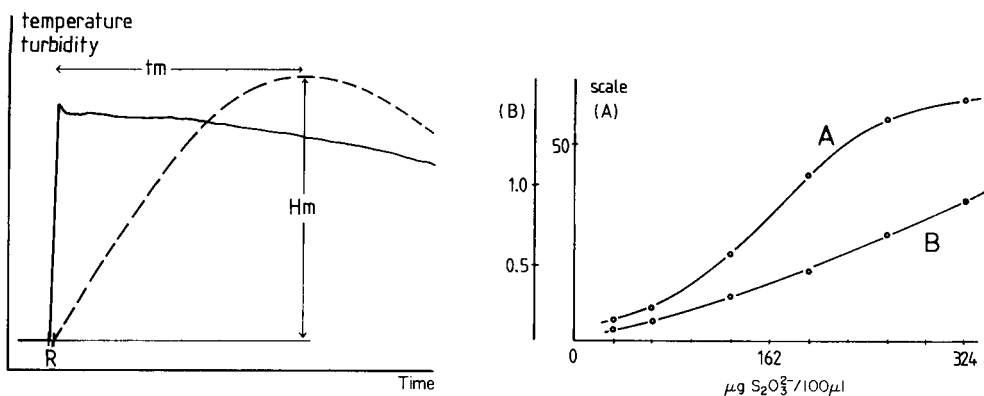 temperature
turbidity
tm
Hm
R
Time
scale
(B) (A)
50
1.0
0.5
A
B
0 162 324
μg S₂O₃²⁻/100μl